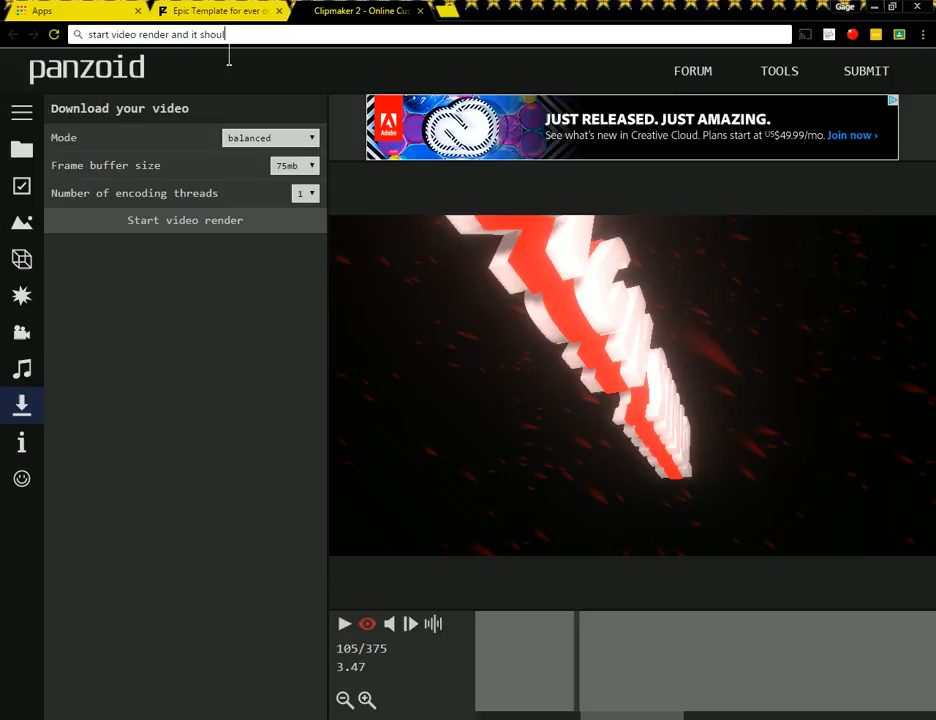 Apps
Epic Template for ever o
Clipmaker 2 - Online Cu
Gage
start video render and it shoul
panzoid
FORUM
TOOLS
SUBMIT
Download your video
Mode
balanced
Frame buffer size
75mb
Number of encoding threads
1
Start video render
Adobe
JUST RELEASED. JUST AMAZING.
See what's new in Creative Cloud. Plans start at US$49.99/mo. Join now ›
105/375
3.47